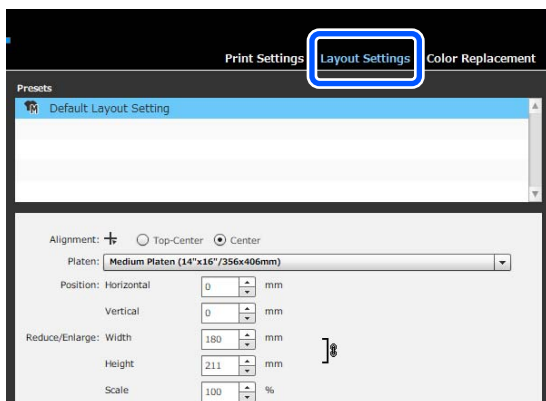 Print Settings Layout Settings Color Replacement
Presets
M Default Layout Setting
Alignment: Top-Center Center
Platen: Medium Platen (14"x16"/356x406mm)
Position: Horizontal 0 mm
Vertical 0 mm
Reduce/Enlarge: Width 180 mm
Height 211 mm
Scale 100 %